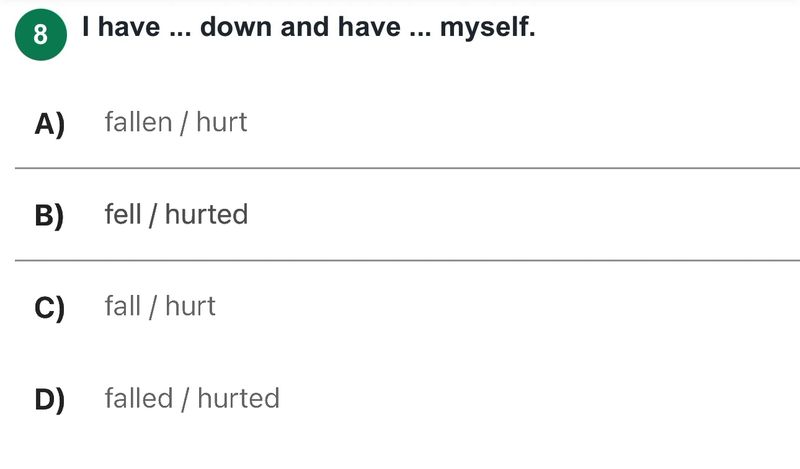 8 I have ... down and have ... myself.
A) fallen / hurt
B) fell / hurted
C) fall / hurt
D) falled / hurted